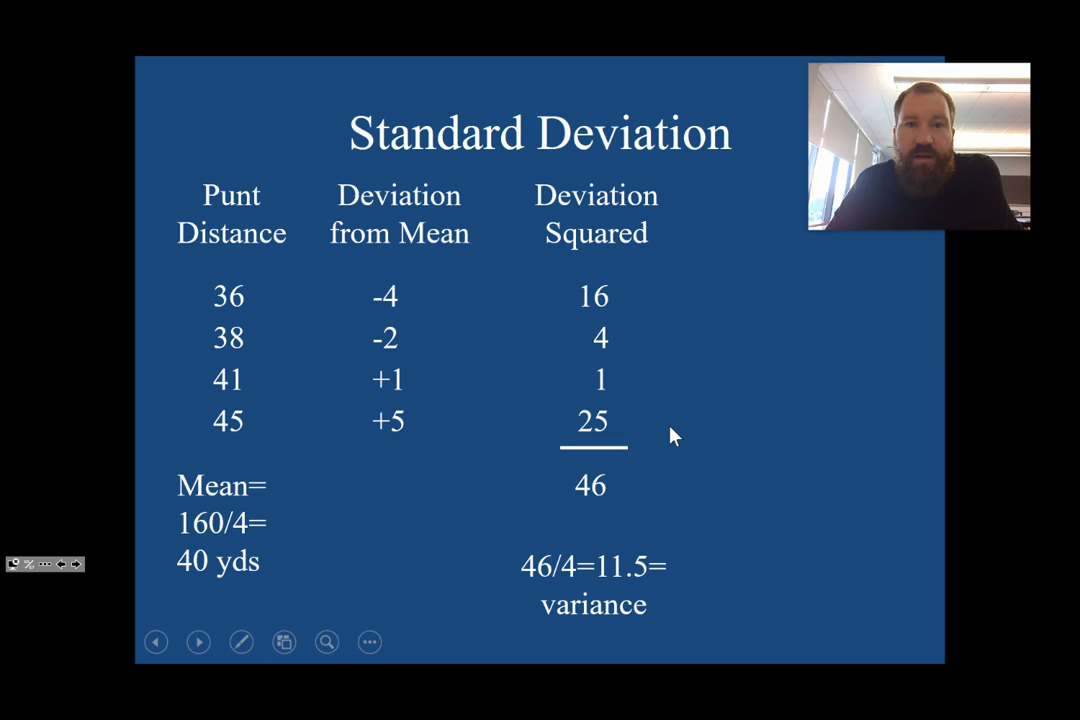 Standard Deviation
Punt Deviation Deviation
Distance from Mean Squared
36 -4 16
38 -2 4
41 +1 1
45 +5 25
Mean= 46
160/4=
40 yds 46/4=11.5=
variance